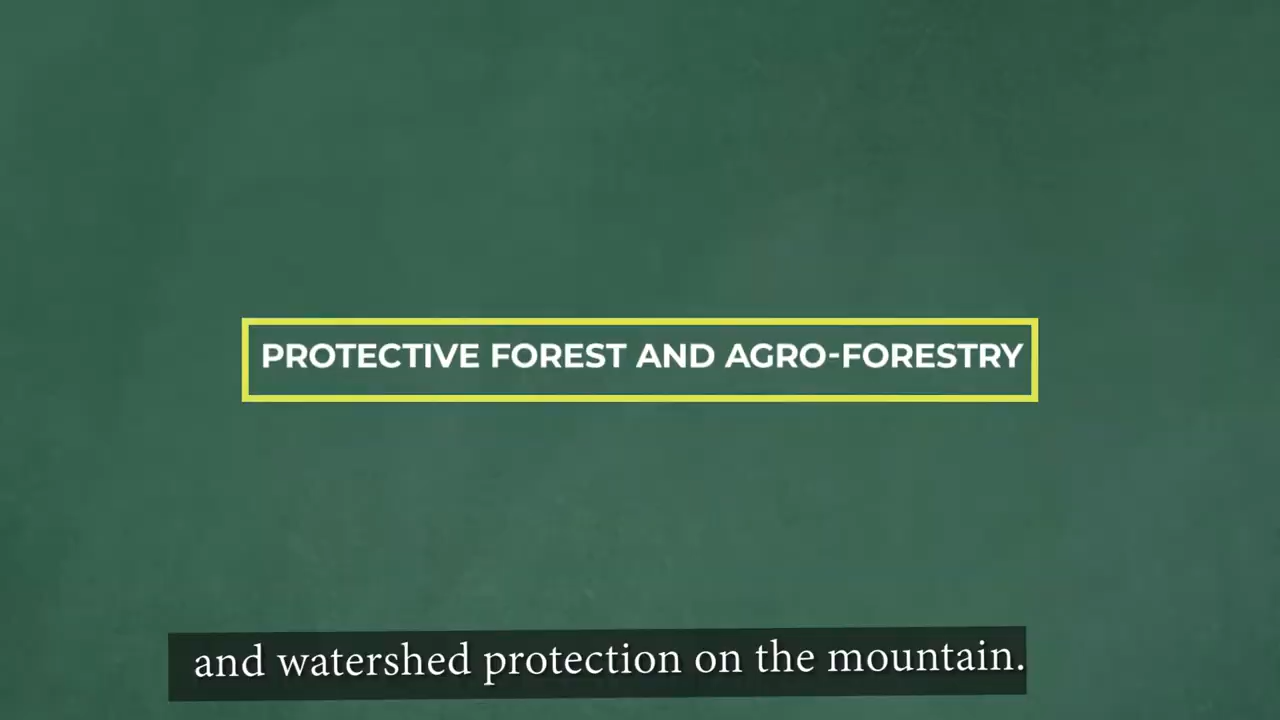 PROTECTIVE FOREST AND AGRO-FORESTRY
and watershed protection on the mountain.